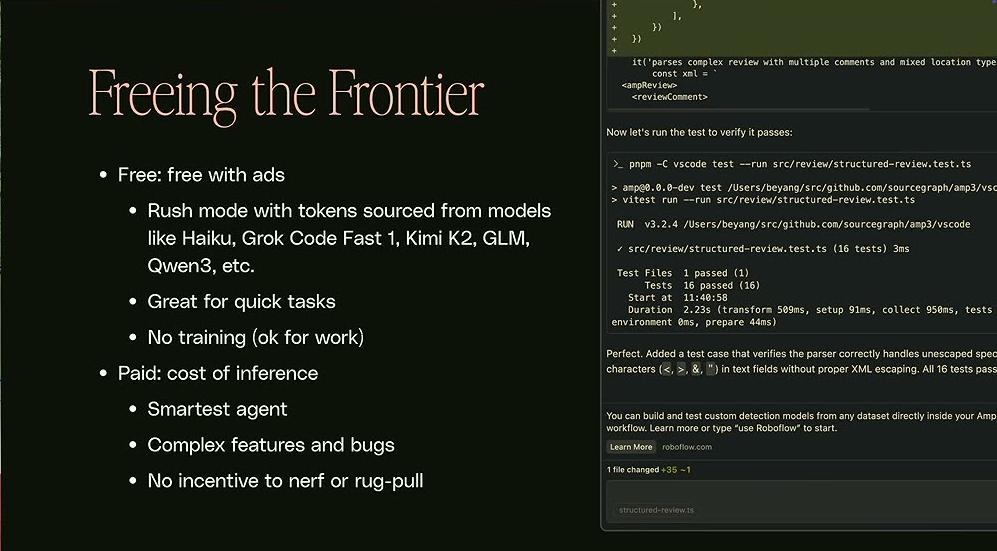 Freeing the Frontier
• Free: free with ads
• Rush mode with tokens sourced from models
like Haiku, Grok Code Fast 1, Kimi K2, GLM,
Qwen3, etc.
• Great for quick tasks
• No training (ok for work)
• Paid: cost of inference
• Smartest agent
• Complex features and bugs
• No incentive to nerf or rug-pull
+ },
+ ],
+ })
+ })
+
it('parses complex review with multiple comments and mixed location type
const xml = `
<ampReview>
<reviewComment>
Now let's run the test to verify it passes:
>_ pnpm -C vscode test --run src/review/structured-review.test.ts
> amp@0.0.0-dev test /Users/beyang/src/github.com/sourcegraph/amp3/vsc
> vitest run --run src/review/structured-review.test.ts
RUN v3.2.4 /Users/beyang/src/github.com/sourcegraph/amp3/vscode
✓ src/review/structured-review.test.ts (16 tests) 3ms
Test Files 1 passed (1)
Tests 16 passed (16)
Start at 11:40:58
Duration 2.23s (transform 509ms, setup 91ms, collect 950ms, tests
environment 0ms, prepare 44ms)
Perfect. Added a test case that verifies the parser correctly handles unescaped spec
characters (<, >, &, ") in text fields without proper XML escaping. All 16 tests pass
You can build and test custom detection models from any dataset directly inside your Amp
workflow. Learn more or type "use Roboflow" to start.
Learn More roboflow.com
1 file changed +35 ~1
structured-review.ts